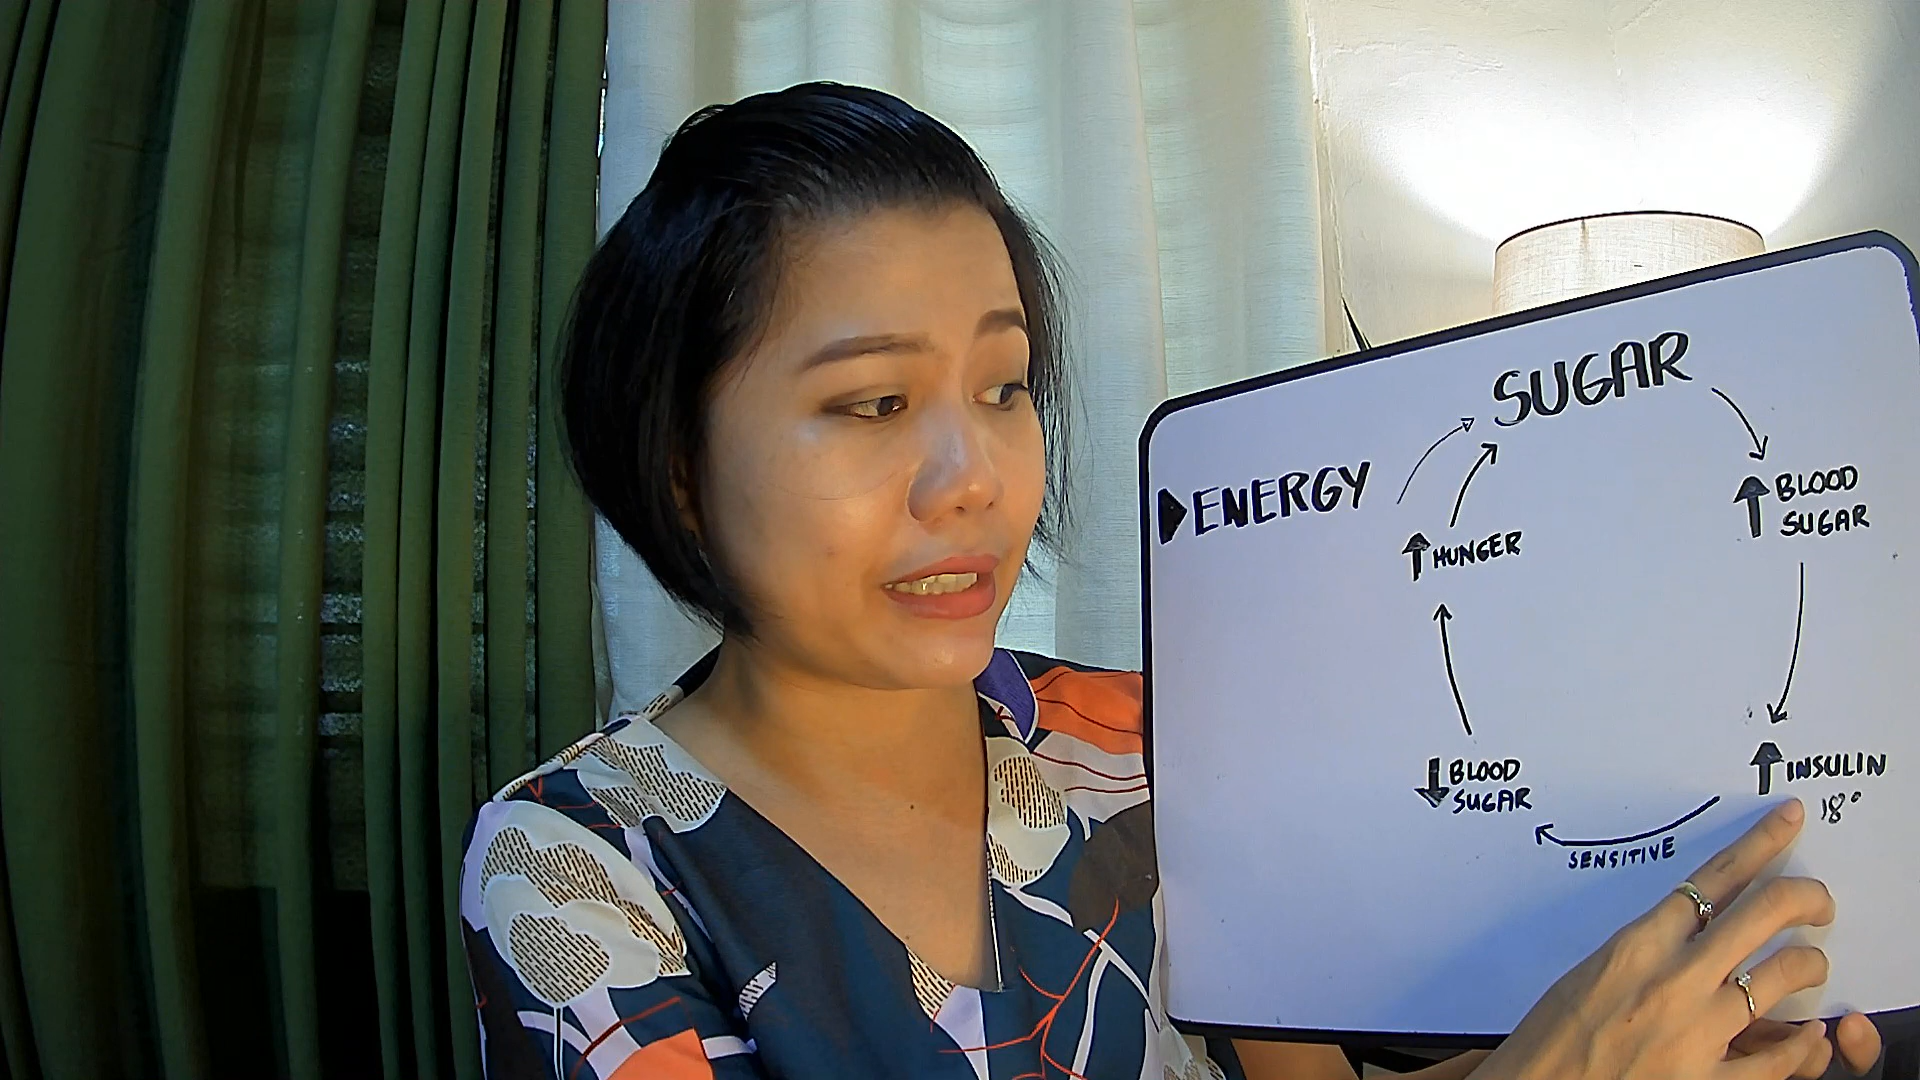 SUGAR
ENERGY
↑ HUNGER
↑ BLOOD
SUGAR
↓ BLOOD
SUGAR
↑ INSULIN
18°
SENSITIVE